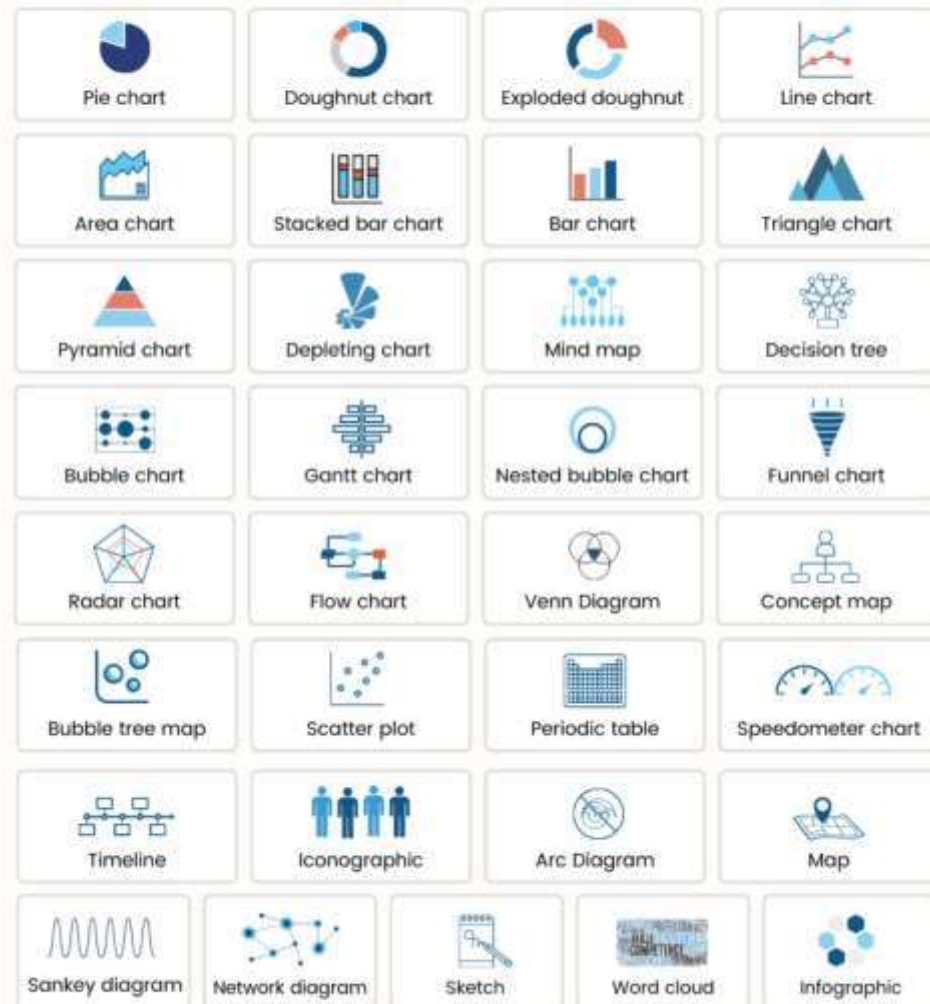 Pie chart
Doughnut chart
Exploded doughnut
Line chart
Area chart
Stacked bar chart
Bar chart
Triangle chart
Pyramid chart
Depleting chart
Mind map
Decision tree
Bubble chart
Gantt chart
Nested bubble chart
Funnel chart
Radar chart
Flow chart
Venn Diagram
Concept map
Bubble tree map
Scatter plot
Periodic table
Speedometer chart
Timeline
Iconographic
Arc Diagram
Map
Sankey diagram
Network diagram
Sketch
COMPETENCE
Word cloud
Infographic